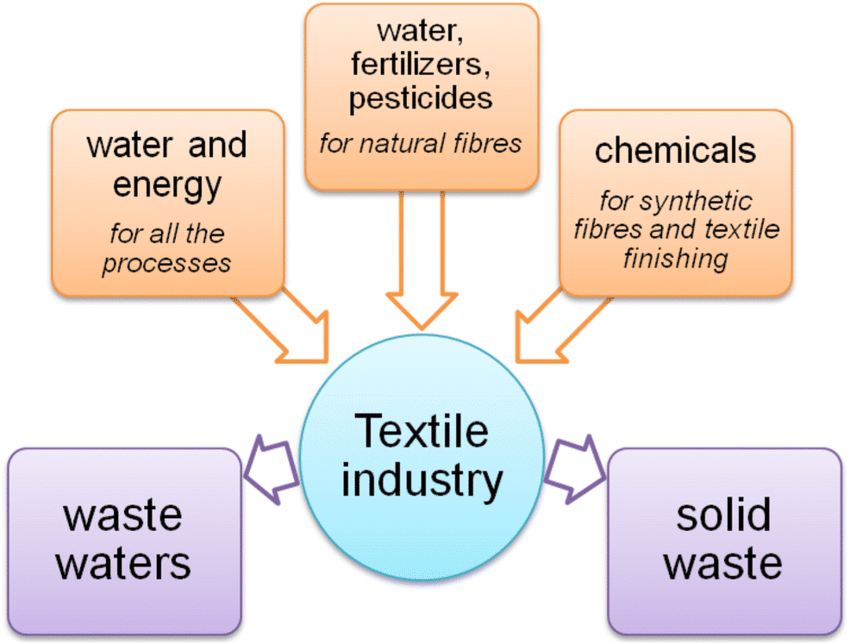 water,
fertilizers,
pesticides
for natural fibres
water and
energy
for all the
processes
chemicals
for synthetic
fibres and textile
finishing
Textile
industry
waste
waters
solid
waste